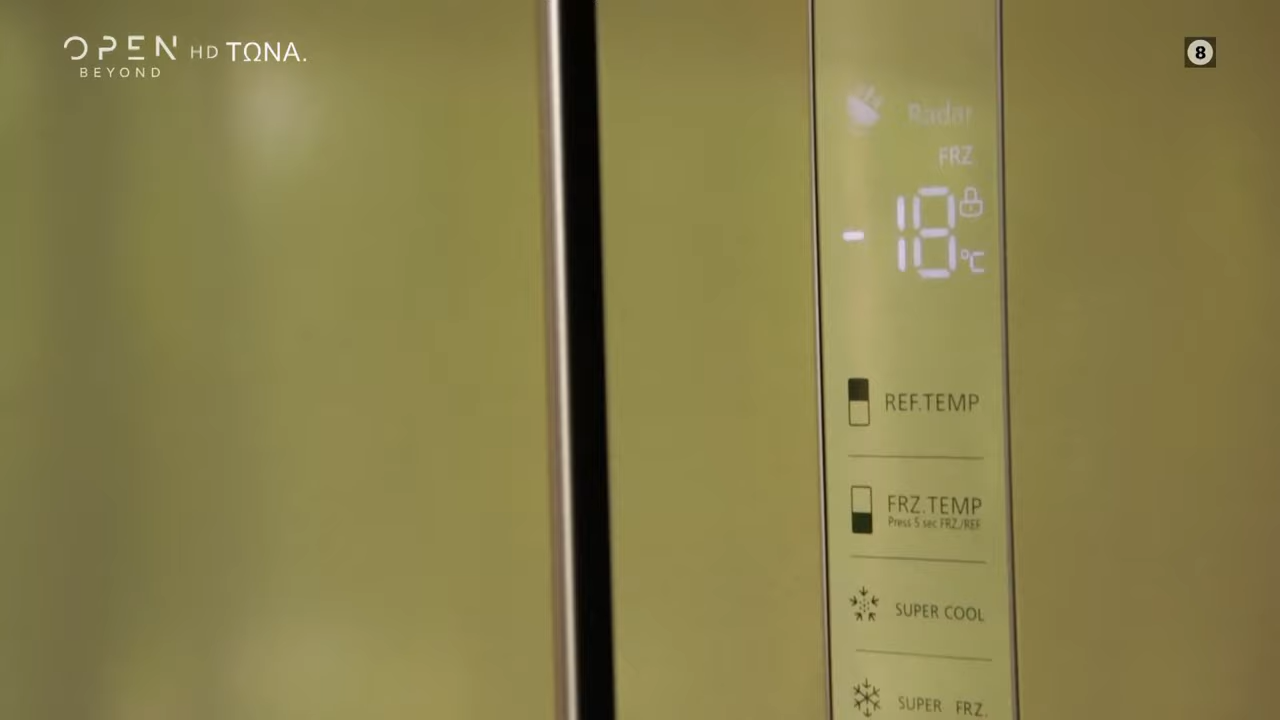 OPEN HD ΤΩΝΑ.
BEYOND
8
Radar
FRZ
-18 °C
REF.TEMP
FRZ.TEMP
Press 5 sec FRZ./REF.
SUPER COOL
SUPER FRZ.